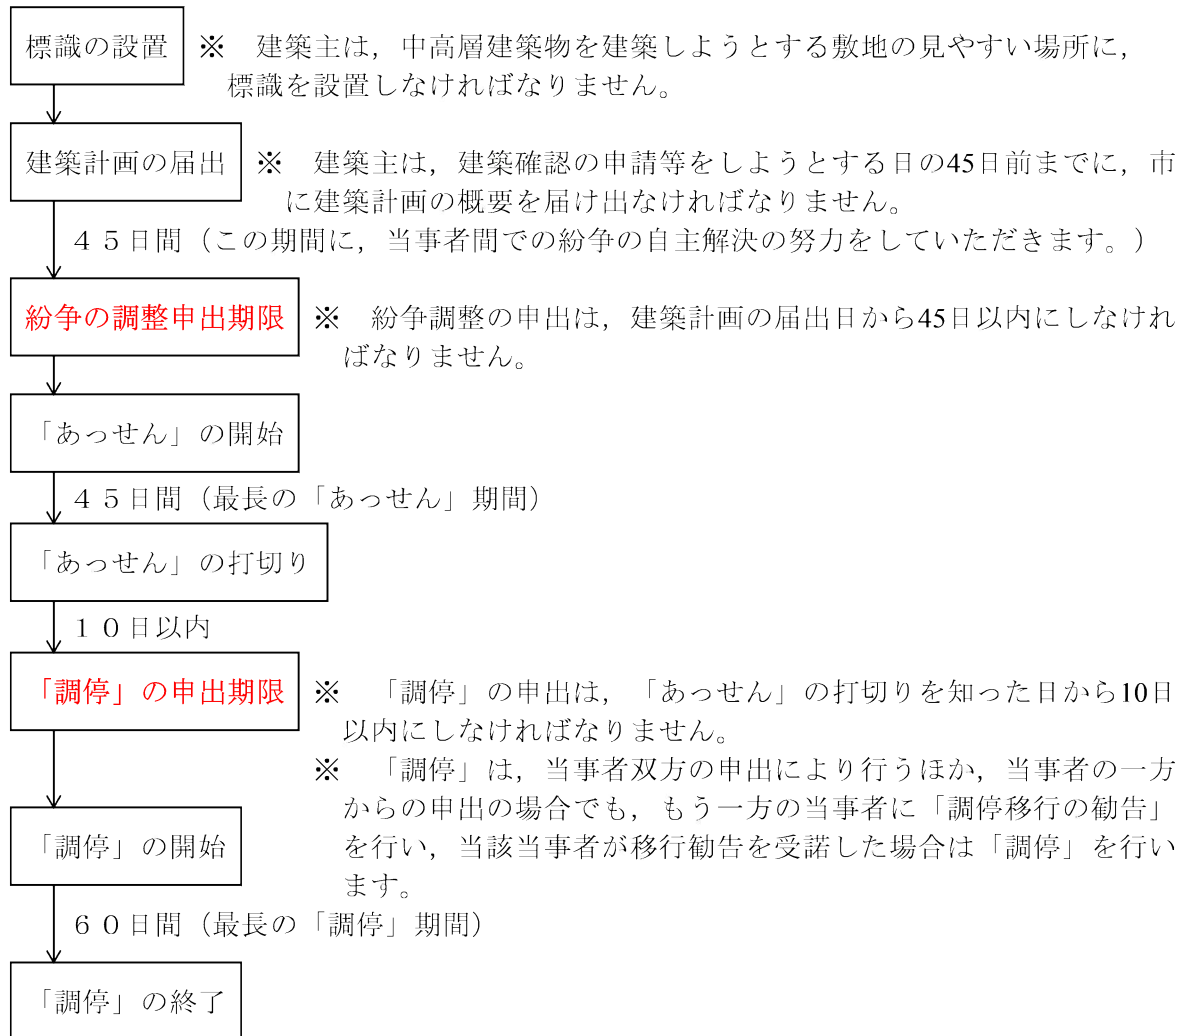 標識の設置
※　建築主は，中高層建築物を建築しようとする敷地の見やすい場所に，
標識を設置しなければなりません。
建築計画の届出
※　建築主は，建築確認の申請等をしようとする日の45日前までに，市
に建築計画の概要を届け出なければなりません。
４５日間（この期間に，当事者間での紛争の自主解決の努力をしていただきます。）
紛争の調整申出期限
※　紛争調整の申出は，建築計画の届出日から45日以内にしなけれ
ばなりません。
「あっせん」の開始
４５日間（最長の「あっせん」期間）
「あっせん」の打切り
１０日以内
「調停」の申出期限
※　「調停」の申出は，「あっせん」の打切りを知った日から10日
以内にしなければなりません。
※　「調停」は，当事者双方の申出により行うほか，当事者の一方
からの申出の場合でも，もう一方の当事者に「調停移行の勧告」
を行い，当該当事者が移行勧告を受諾した場合は「調停」を行い
ます。
「調停」の開始
６０日間（最長の「調停」期間）
「調停」の終了